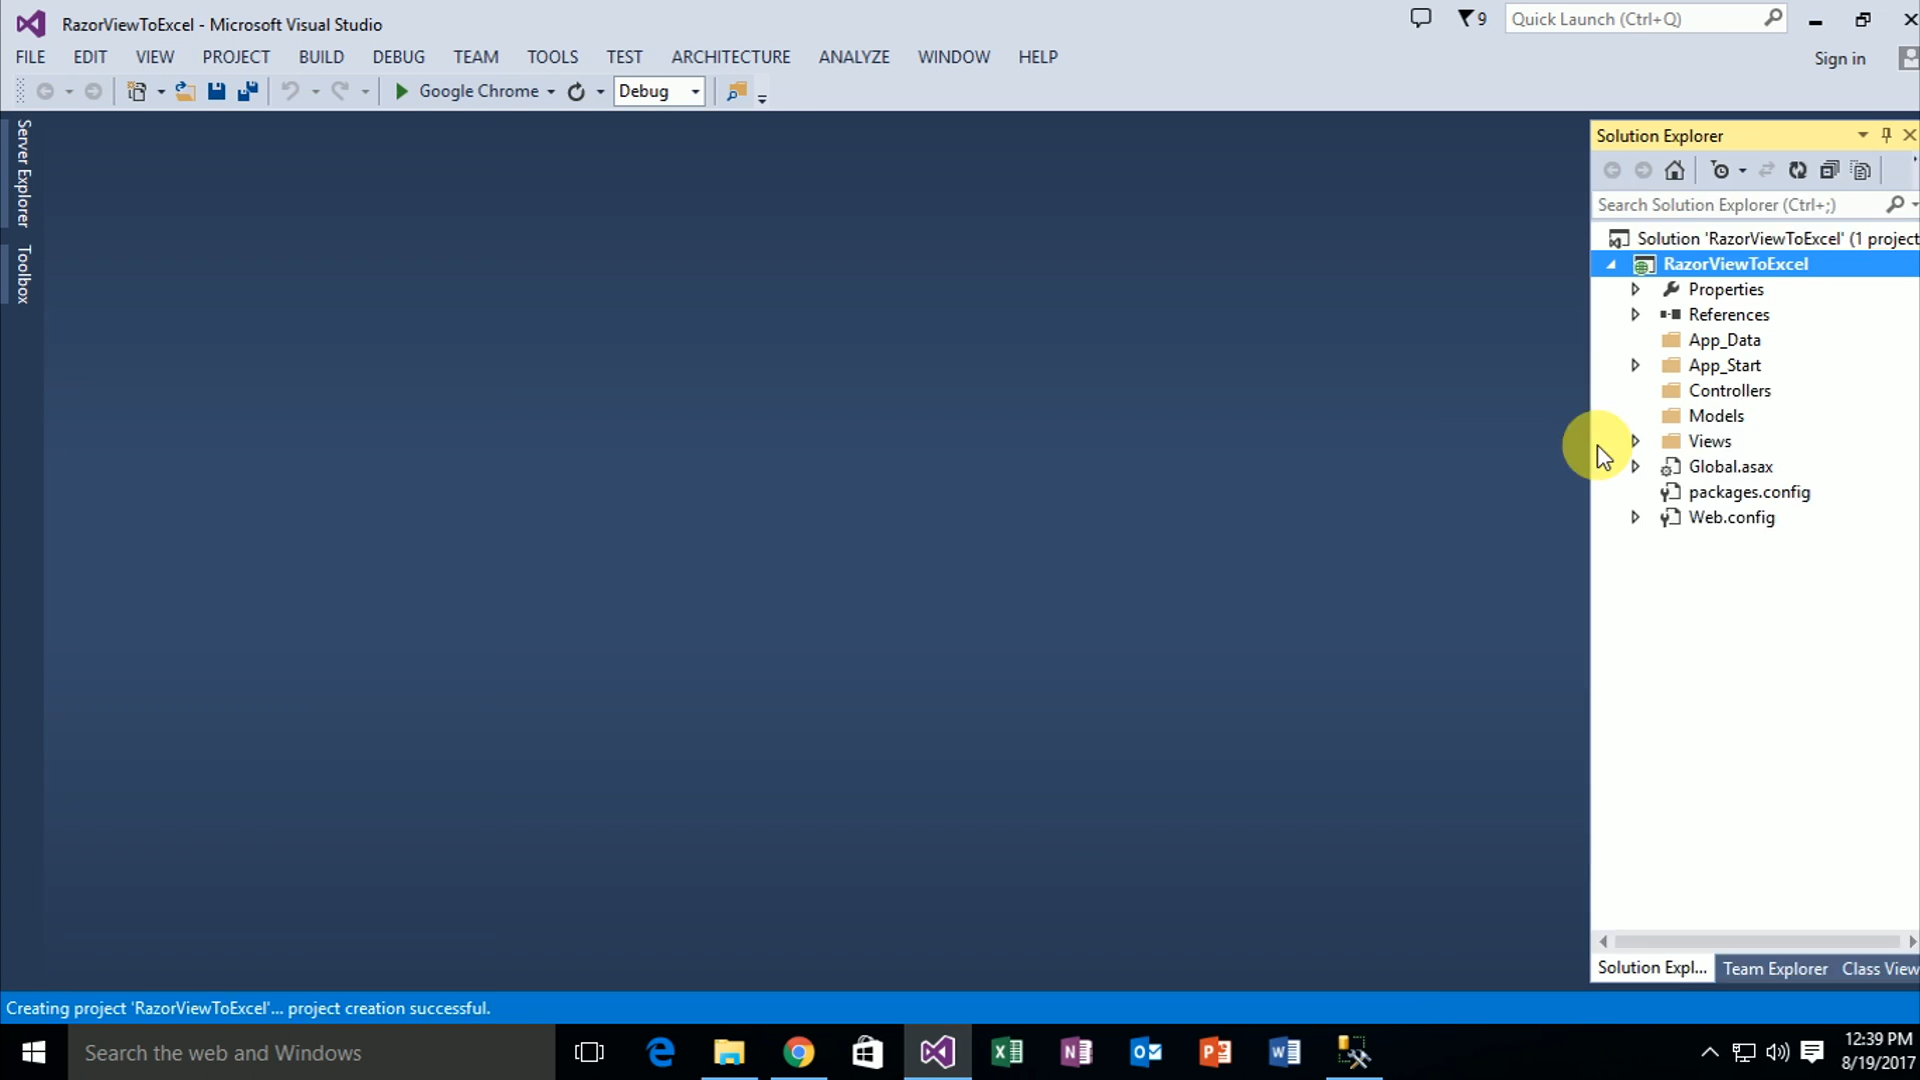 RazorViewToExcel - Microsoft Visual Studio
9
Quick Launch (Ctrl+Q)
FILE EDIT VIEW PROJECT BUILD DEBUG TEAM TOOLS TEST ARCHITECTURE ANALYZE WINDOW HELP
Sign in
Google Chrome
Debug
Server Explorer
Toolbox
Solution Explorer
Search Solution Explorer (Ctrl+;)
Solution 'RazorViewToExcel' (1 project
RazorViewToExcel
Properties
References
App_Data
App_Start
Controllers
Models
Views
Global.asax
packages.config
Web.config
Solution Expl... Team Explorer Class View
Creating project 'RazorViewToExcel'... project creation successful.
Search the web and Windows
12:39 PM
8/19/2017